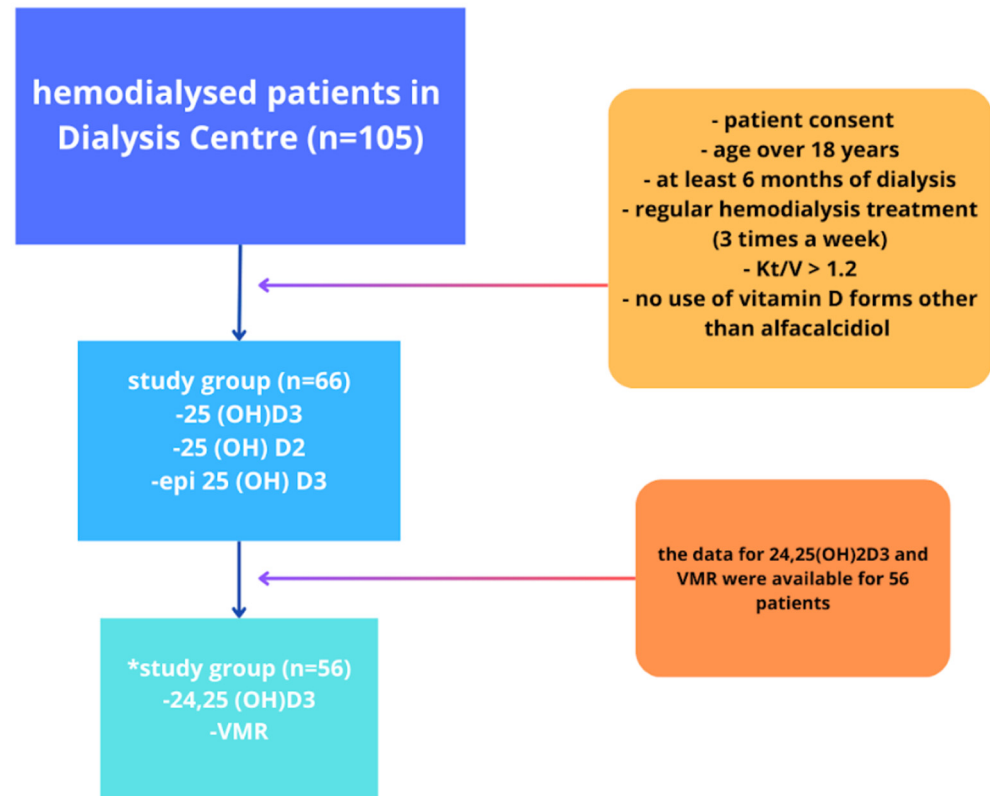 hemodialysed patients in
Dialysis Centre (n=105)
- patient consent
- age over 18 years
- at least 6 months of dialysis
- regular hemodialysis treatment
(3 times a week)
- Kt/V > 1.2
- no use of vitamin D forms other
than alfacalcidiol
study group (n=66)
-25 (OH)D3
-25 (OH) D2
-epi 25 (OH) D3
the data for 24,25(OH)2D3 and
VMR were available for 56
patients
*study group (n=56)
-24,25 (OH)D3
-VMR